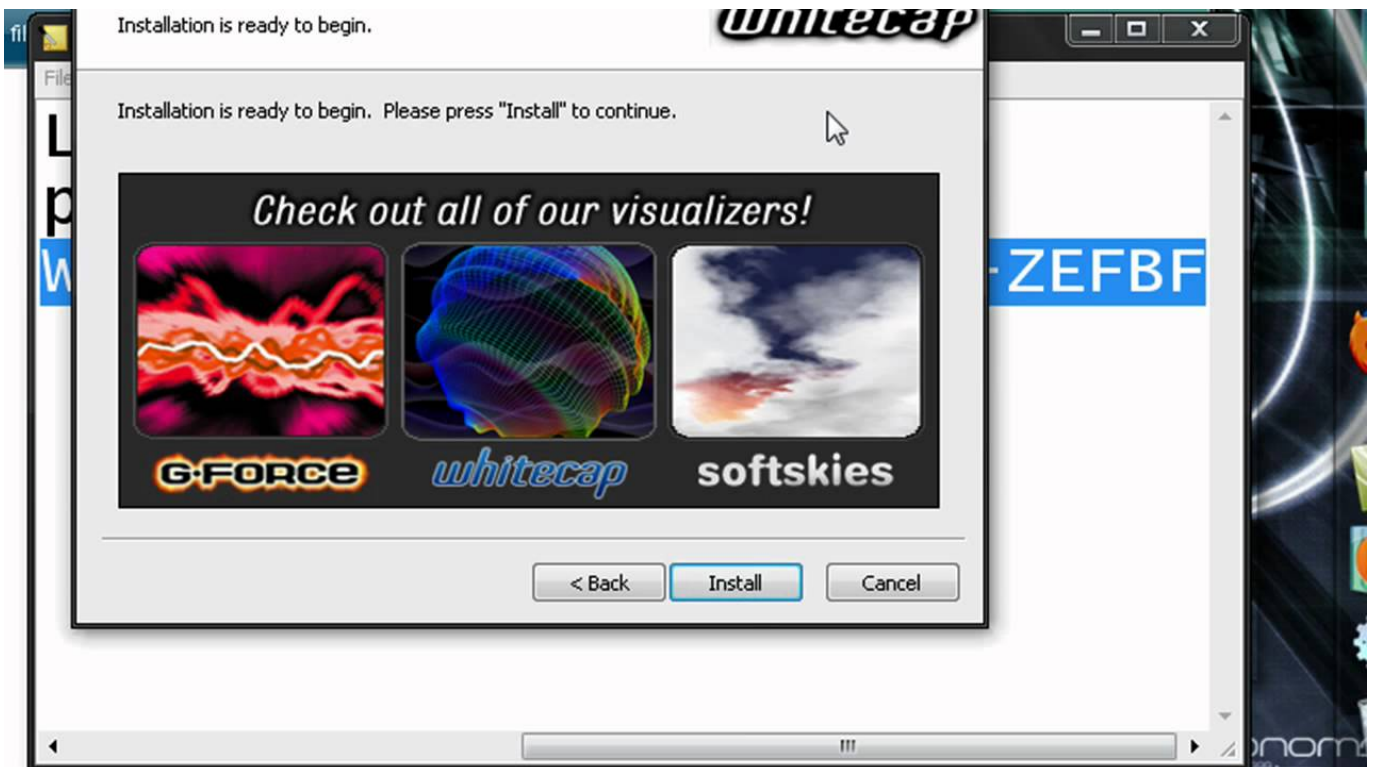 Installation is ready to begin.
whitecap
File
Installation is ready to begin. Please press "Install" to continue.
Check out all of our visualizers!
-ZEFBF
G-FORCE
whitecap
softskies
< Back
Install
Cancel